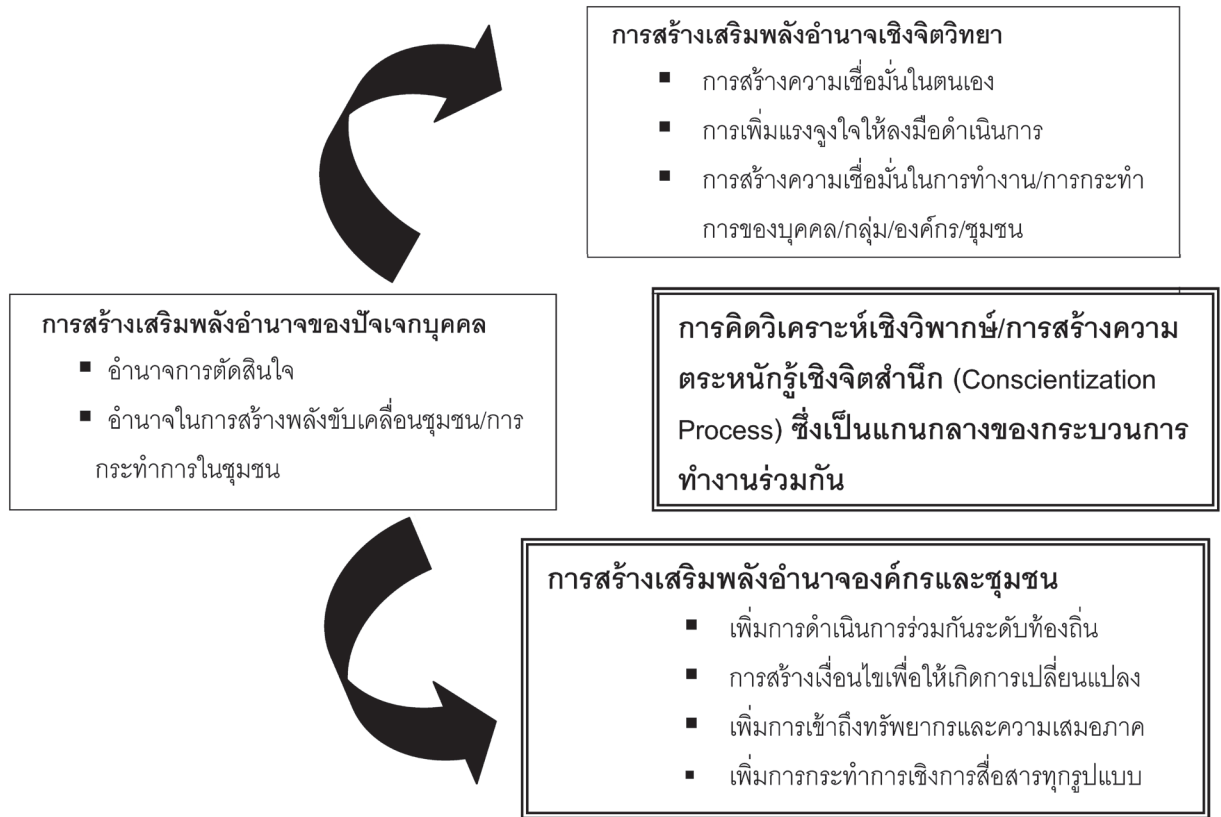 การสร้างเสริมพลังอำนาจเชิงจิตวิทยา
▪ การสร้างความเชื่อมั่นในตนเอง
▪ การเพิ่มแรงจูงใจให้ลงมือดำเนินการ
▪ การสร้างความเชื่อมั่นในการทำงาน/การกระทำ
การของบุคคล/กลุ่ม/องค์กร/ชุมชน
การสร้างเสริมพลังอำนาจของปัจเจกบุคคล
▪ อำนาจการตัดสินใจ
▪ อำนาจในการสร้างพลังขับเคลื่อนชุมชน/การ
กระทำการในชุมชน
การคิดวิเคราะห์เชิงวิพากษ์/การสร้างความ
ตระหนักรู้เชิงจิตสำนึก (Conscientization
Process) ซึ่งเป็นแกนกลางของกระบวนการ
ทำงานร่วมกัน
การสร้างเสริมพลังอำนาจองค์กรและชุมชน
▪ เพิ่มการดำเนินการร่วมกันระดับท้องถิ่น
▪ การสร้างเงื่อนไขเพื่อให้เกิดการเปลี่ยนแปลง
▪ เพิ่มการเข้าถึงทรัพยากรและความเสมอภาค
▪ เพิ่มการกระทำการเชิงการสื่อสารทุกรูปแบบ